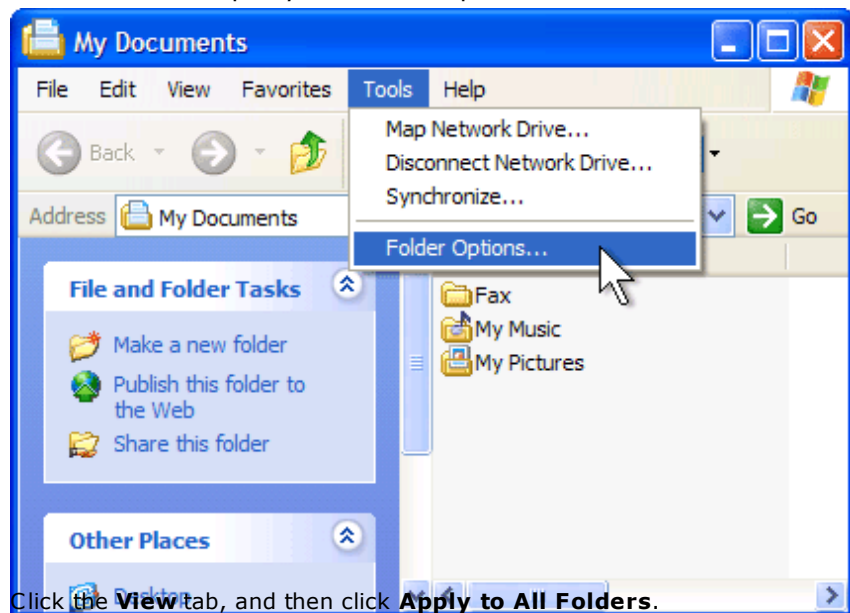 My Documents
File Edit View Favorites Tools Help
Back
Map Network Drive...
Disconnect Network Drive...
Synchronize...
Folder Options...
Address My Documents Go
File and Folder Tasks
Make a new folder
Publish this folder to
the Web
Share this folder
Other Places
Desktop
Fax
My Music
My Pictures
Click the View tab, and then click Apply to All Folders.